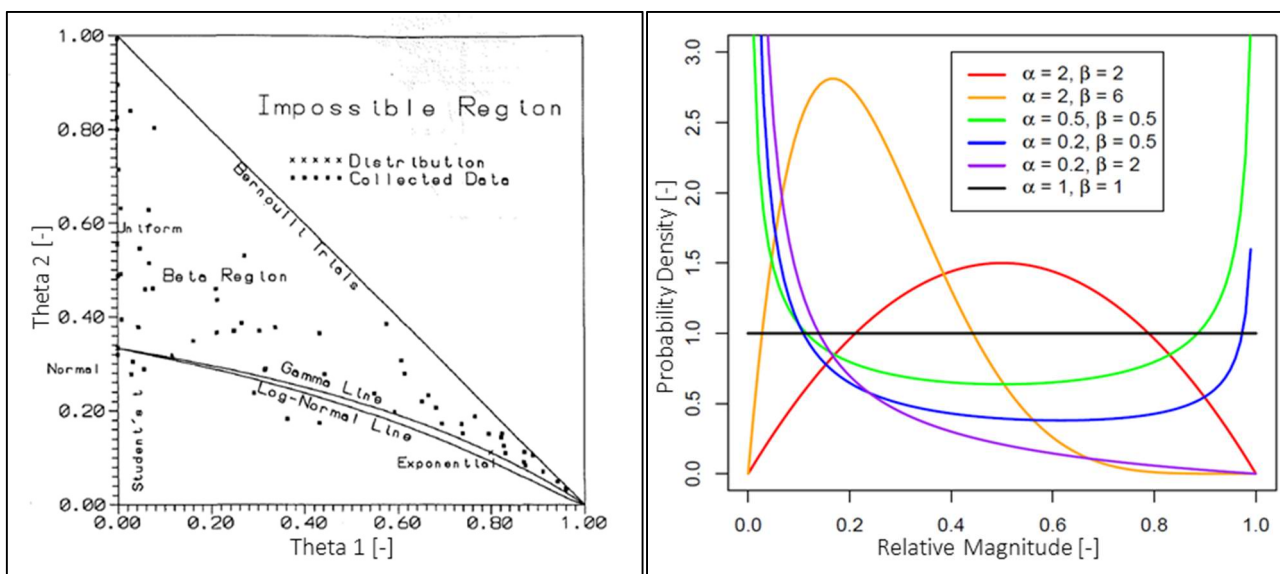 1.00
0.80
0.60
0.40
0.20
0.00
Theta 2 [-]
Impossible Region
××××× Distribution
▪▪▪▪▪ Collected Data
Bernouilt Trials
Uniform
Beta Region
Normal
Gamma Line
Log-Normal Line
Student's t
Exponential
0.00 0.20 0.40 0.60 0.80 1.00
Theta 1 [-]
3.0
2.5
2.0
1.5
1.0
0.5
0.0
Probability Density [-]
α = 2, β = 2
α = 2, β = 6
α = 0.5, β = 0.5
α = 0.2, β = 0.5
α = 0.2, β = 2
α = 1, β = 1
0.0 0.2 0.4 0.6 0.8 1.0
Relative Magnitude [-]